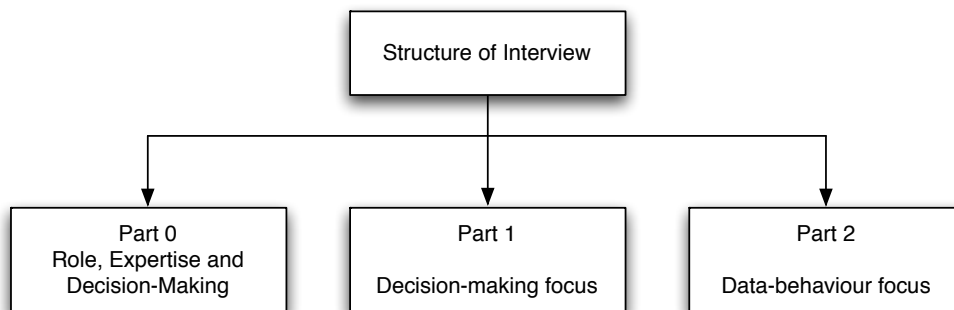 Structure of Interview
Part 0
Role, Expertise and
Decision-Making
Part 1
Decision-making focus
Part 2
Data-behaviour focus